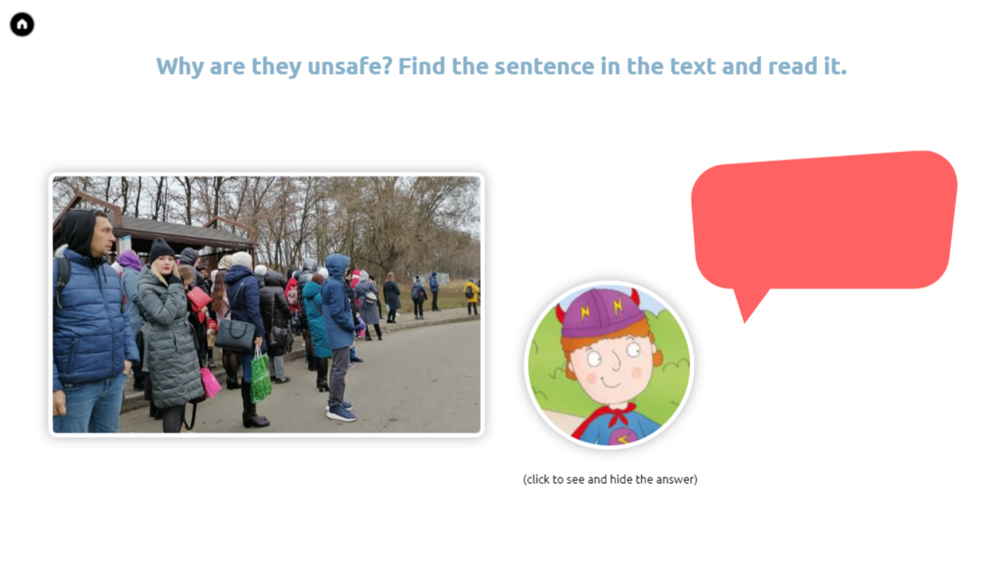 Why are they unsafe? Find the sentence in the text and read it.
(click to see and hide the answer)